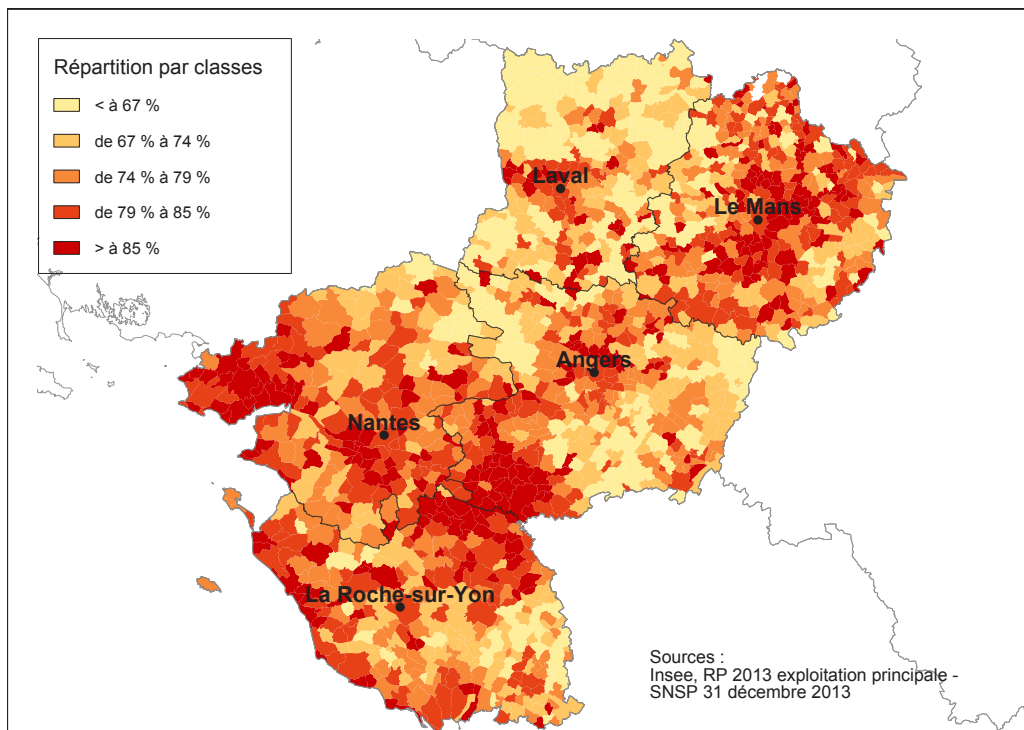 Répartition par classes
< à 67 %
de 67 % à 74 %
de 74 % à 79 %
de 79 % à 85 %
> à 85 %
Laval
Le Mans
Angers
Nantes
La Roche-sur-Yon
Sources :
Insee, RP 2013 exploitation principale -
SNSP 31 décembre 2013